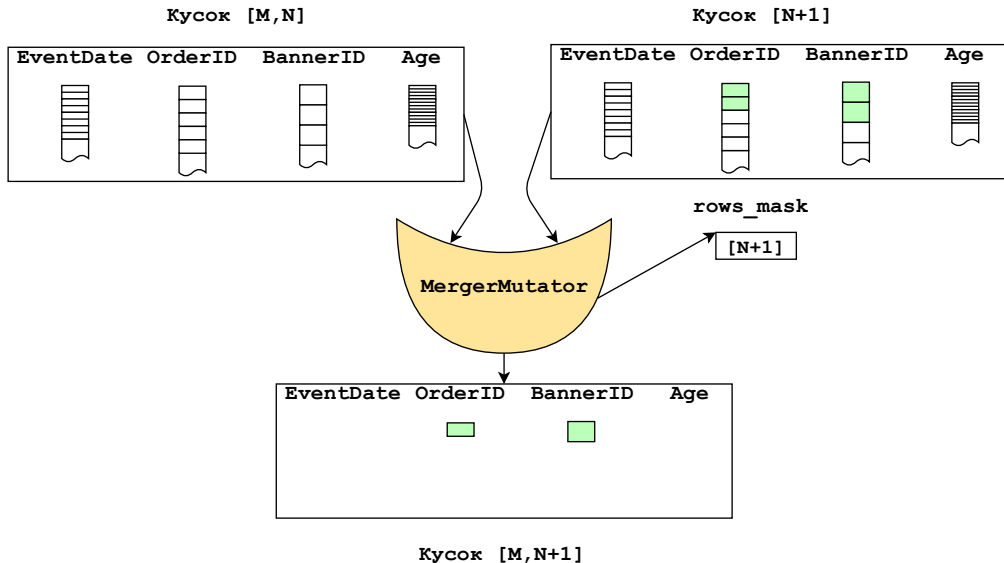 Кусок [M,N]
Кусок [N+1]
EventDate OrderID BannerID Age
EventDate OrderID BannerID Age
rows_mask
[N+1]
MergerMutator
EventDate OrderID BannerID Age
Кусок [M,N+1]